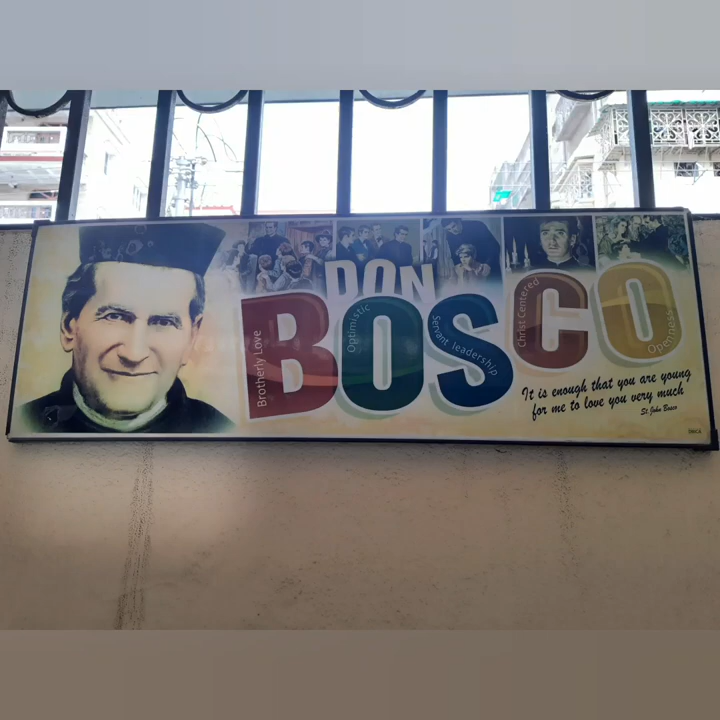 DON
BOSCO
Brotherly Love
Optimistic
Servant leadership
Christ Centered
Openness
It is enough that you are young
for me to love you very much
St. John Bosco